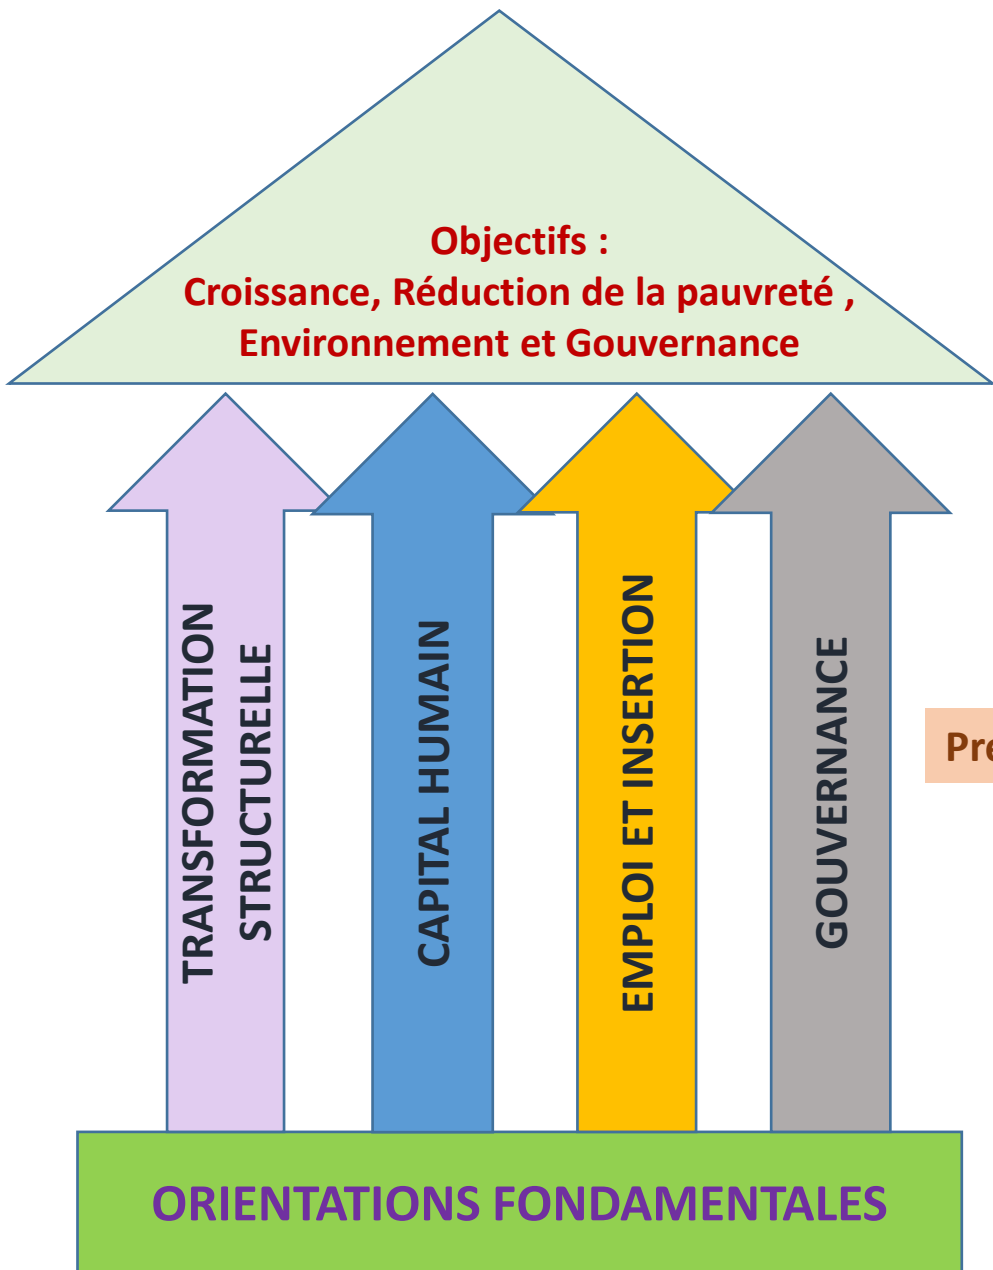 Objectifs :
Croissance, Réduction de la pauvreté ,
Environnement et Gouvernance
TRANSFORMATION
STRUCTURELLE
CAPITAL HUMAIN
EMPLOI ET INSERTION
GOUVERNANCE
ORIENTATIONS FONDAMENTALES